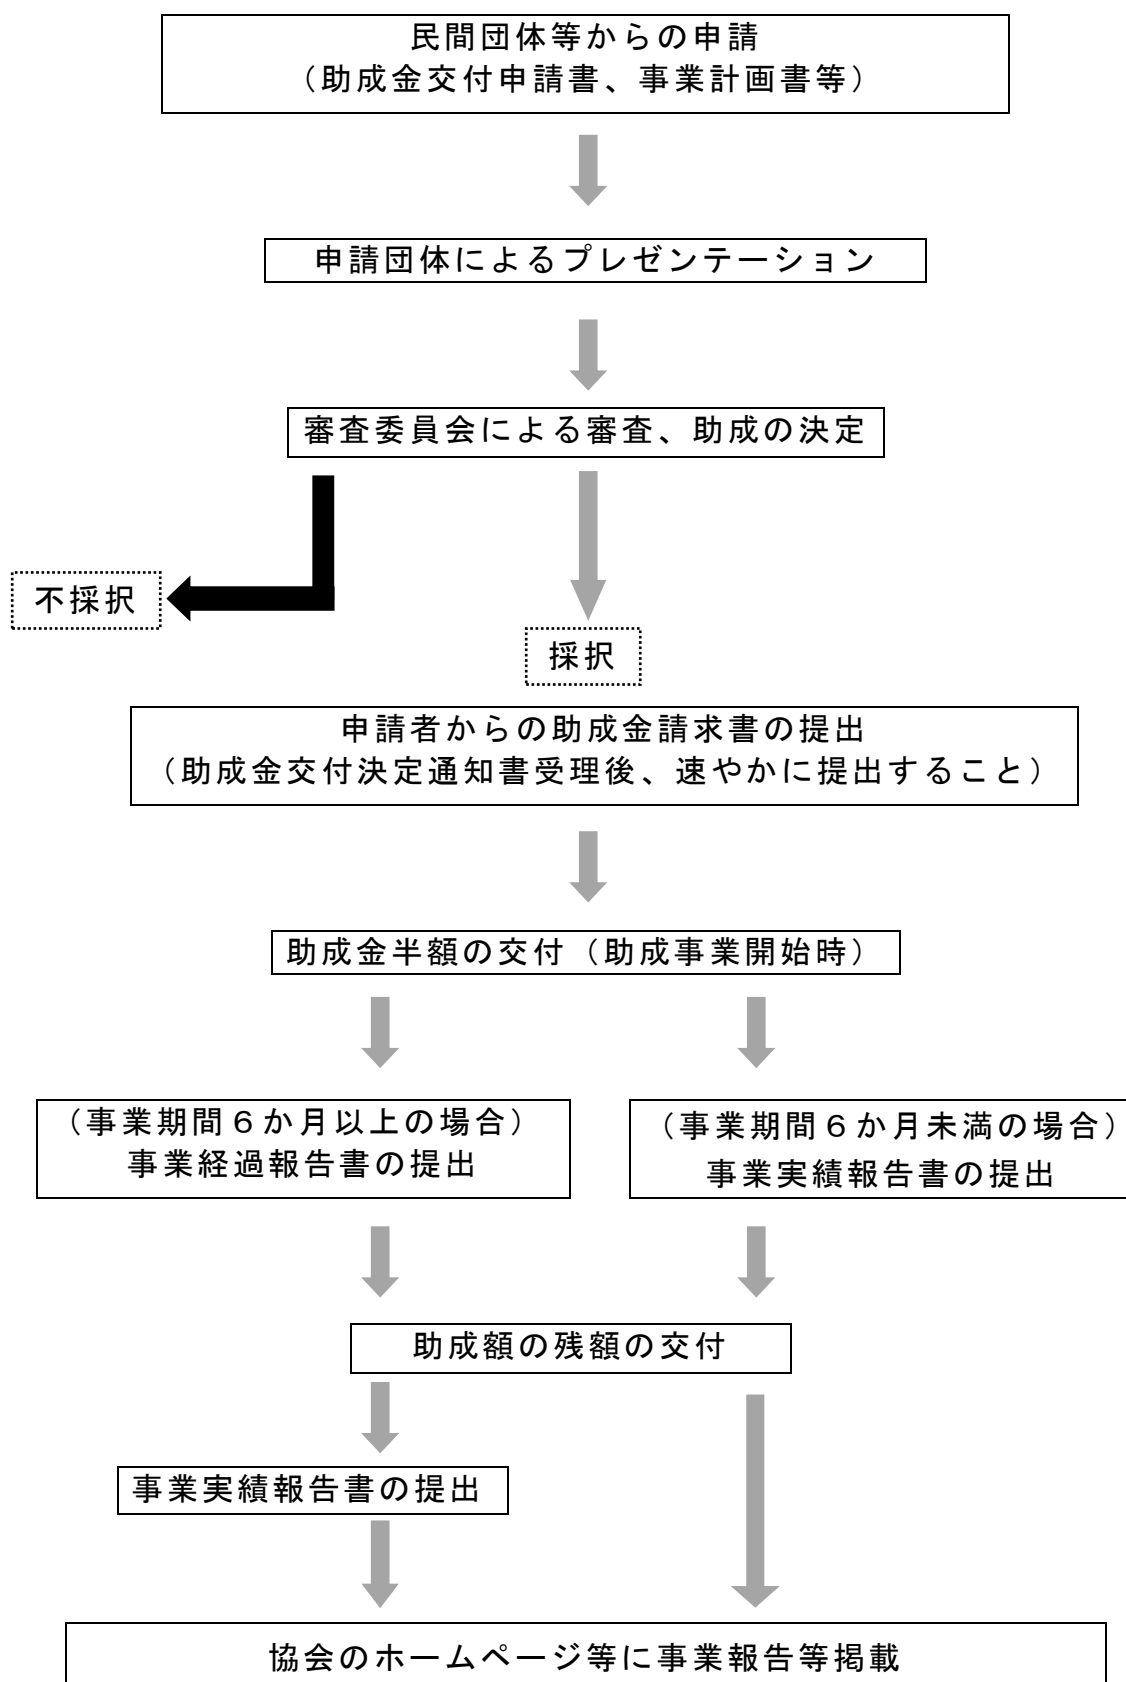 民間団体等からの申請
（助成金交付申請書、事業計画書等）
申請団体によるプレゼンテーション
審査委員会による審査、助成の決定
不採択
採択
申請者からの助成金請求書の提出
（助成金交付決定通知書受理後、速やかに提出すること）
助成金半額の交付（助成事業開始時）
（事業期間６か月以上の場合）
事業経過報告書の提出
（事業期間６か月未満の場合）
事業実績報告書の提出
助成額の残額の交付
事業実績報告書の提出
協会のホームページ等に事業報告等掲載